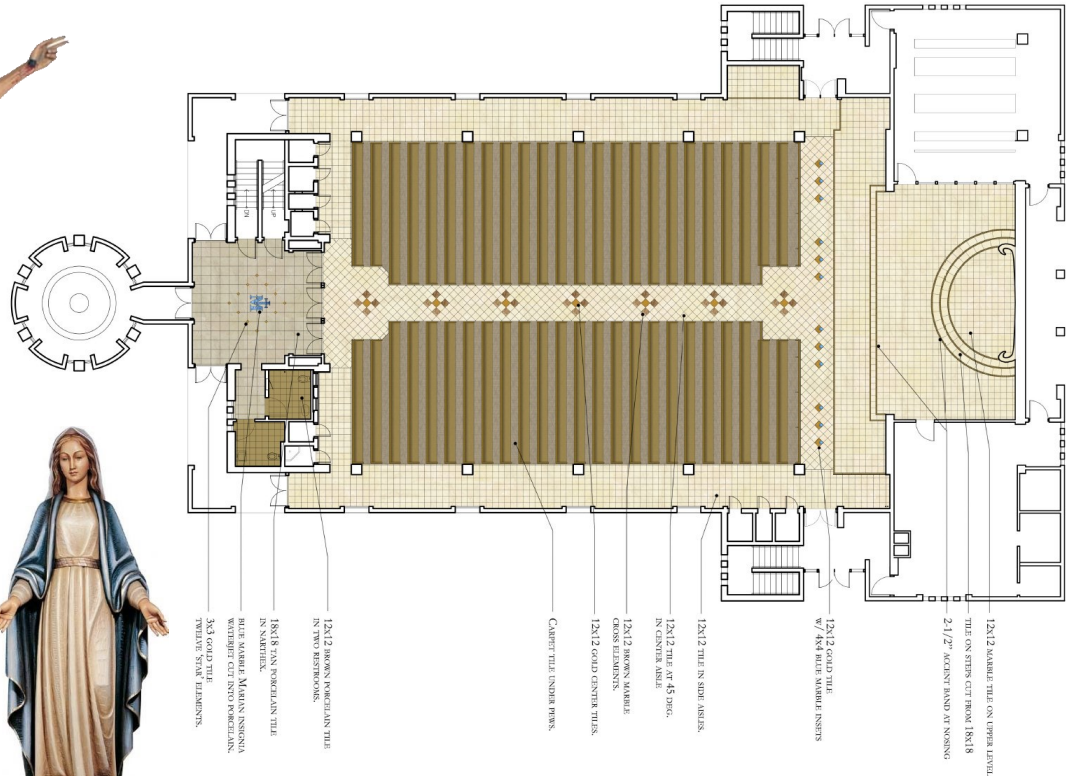 12x12 MARBLE TILE ON UPPER LEVEL
TILE ON STEPS CUT FROM 18x18
2-1/2" ACCENT BAND AT NOSING
12x12 GOLD TILE
W/ 4x4 BLUE MARBLE INSETS
12x12 TILE IN SIDE AISLES.
12x12 TILE AT 45 DEG.
IN CENTER AISLE
12x12 BROWN MARBLE
CROSS ELEMENTS.
12x12 GOLD CENTER TILES.
CARPET TILE UNDER PEWS.
12x12 BROWN PORCELAIN TILE
IN TWO RESTROOMS.
18x18 TAN PORCELAIN TILE
IN NARTHEX.
BLUE MARBLE MARIAN INSIGNIA
WATERJET CUT INTO PORCELAIN.
3x3 GOLD TILE
TWELVE 'STAR' ELEMENTS.
UP
DN